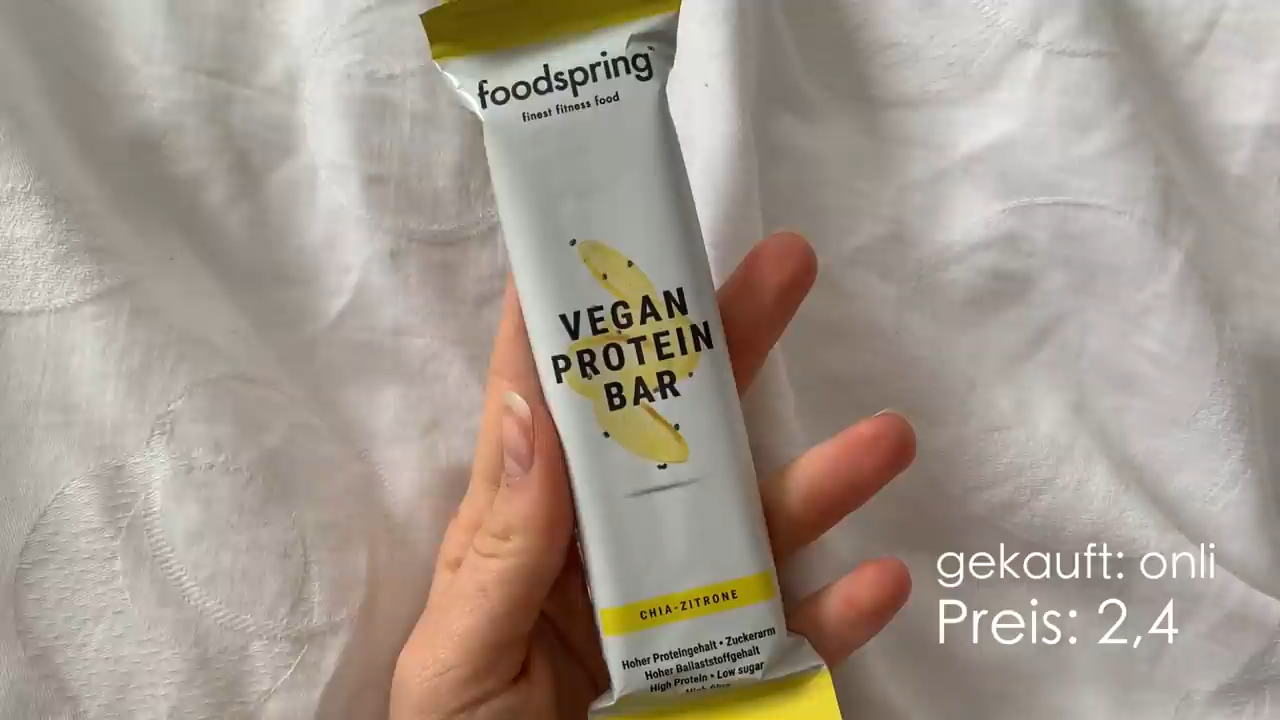 foodspring
finest fitness food
VEGAN
PROTEIN
BAR
CHIA-ZITRONE
Hoher Proteingehalt • Zuckerarm
Hoher Ballaststoffgehalt
High Protein • Low sugar
gekauft: onli
Preis: 2,4